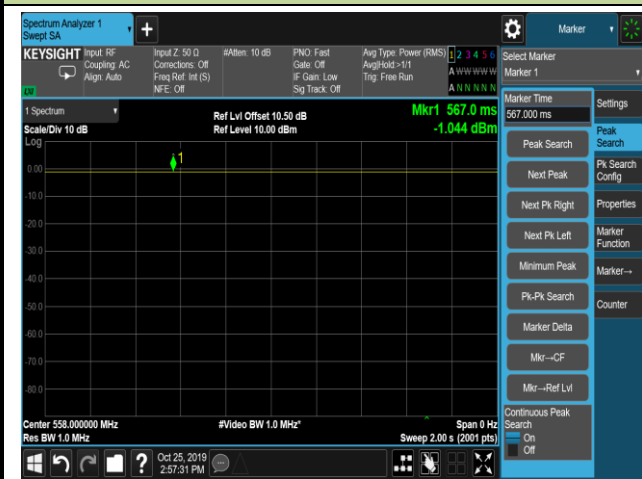 Spectrum Analyzer 1
Swept SA
Marker
KEYSIGHT
Input: RF
Coupling: AC
Align: Auto
Input Z: 50 Ω
Corrections: Off
Freq Ref: Int (S)
NFE: Off
#Atten: 10 dB
PNO: Fast
Gate: Off
IF Gain: Low
Sig Track: Off
Avg Type: Power (RMS)
Avg|Hold:>1/1
Trig: Free Run
1 2 3 4 5 6
A W W W W W
A N N N N N
Select Marker
Marker 1
LXI
1 Spectrum
Scale/Div 10 dB
Log
Ref Lvl Offset 10.50 dB
Ref Level 10.00 dBm
Mkr1 567.0 ms
-1.044 dBm
1
0.00
-10.0
-20.0
-30.0
-40.0
-50.0
-60.0
-70.0
-80.0
Center 558.000000 MHz
Res BW 1.0 MHz
#Video BW 1.0 MHz*
Span 0 Hz
Sweep 2.00 s (2001 pts)
Marker Time
567.000 ms
Peak Search
Next Peak
Next Pk Right
Next Pk Left
Minimum Peak
Pk-Pk Search
Marker Delta
Mkr→CF
Mkr→Ref Lvl
Continuous Peak
Search
On
Off
Settings
Peak
Search
Pk Search
Config
Properties
Marker
Function
Marker→
Counter
?
Oct 25, 2019
2:57:31 PM